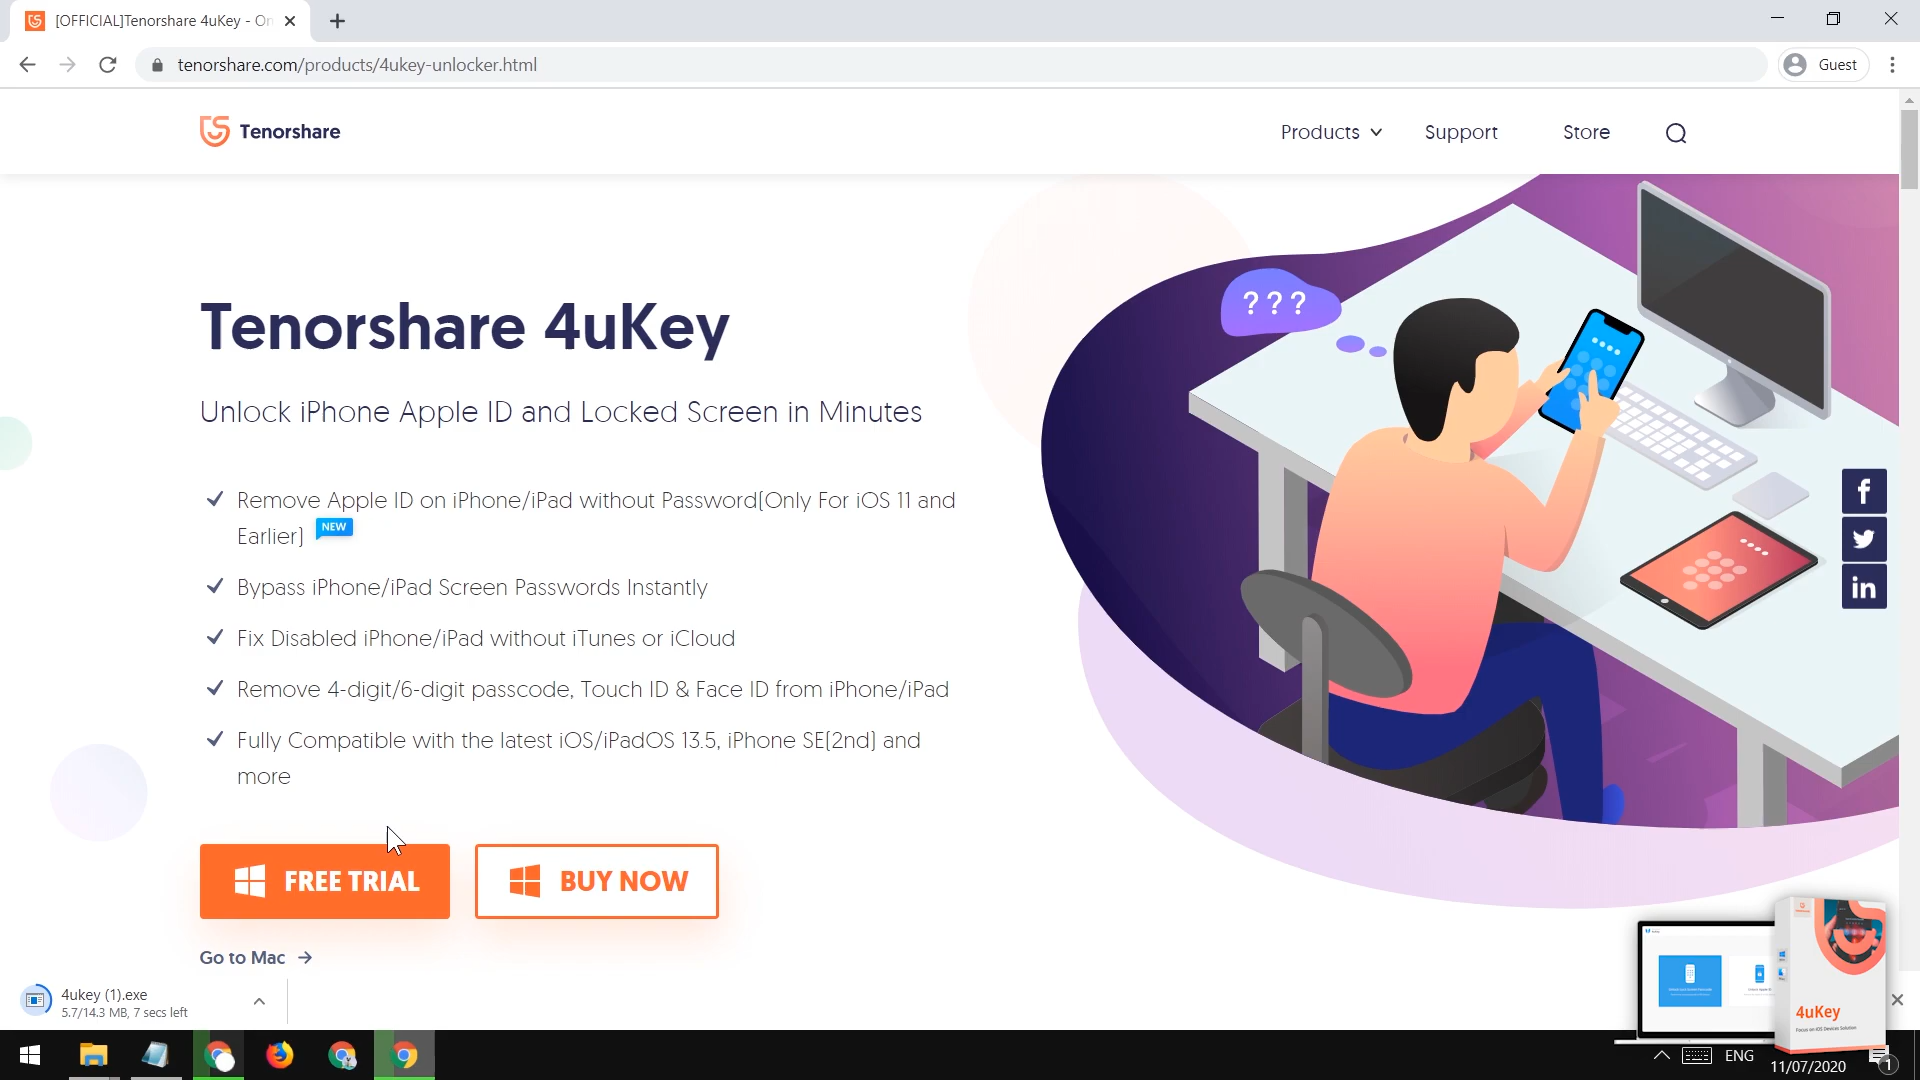 [OFFICIAL]Tenorshare 4uKey - On
tenorshare.com/products/4ukey-unlocker.html
Guest
Tenorshare
Products
Support
Store
???
Tenorshare 4uKey
Unlock iPhone Apple ID and Locked Screen in Minutes
Remove Apple ID on iPhone/iPad without Password(Only For iOS 11 and
Earlier) NEW
Bypass iPhone/iPad Screen Passwords Instantly
Fix Disabled iPhone/iPad without iTunes or iCloud
Remove 4-digit/6-digit passcode, Touch ID & Face ID from iPhone/iPad
Fully Compatible with the latest iOS/iPadOS 13.5, iPhone SE(2nd) and
more
FREE TRIAL
BUY NOW
Go to Mac
4ukey (1).exe
5.7/14.3 MB, 7 secs left
4uKey
ENG
11/07/2020
1